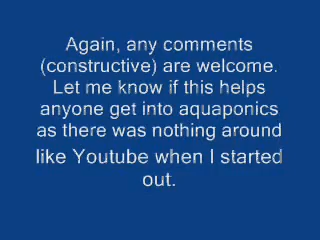 Again, any comments
(constructive) are welcome.
Let me know if this helps
anyone get into aquaponics
as there was nothing around
like Youtube when I started
out.